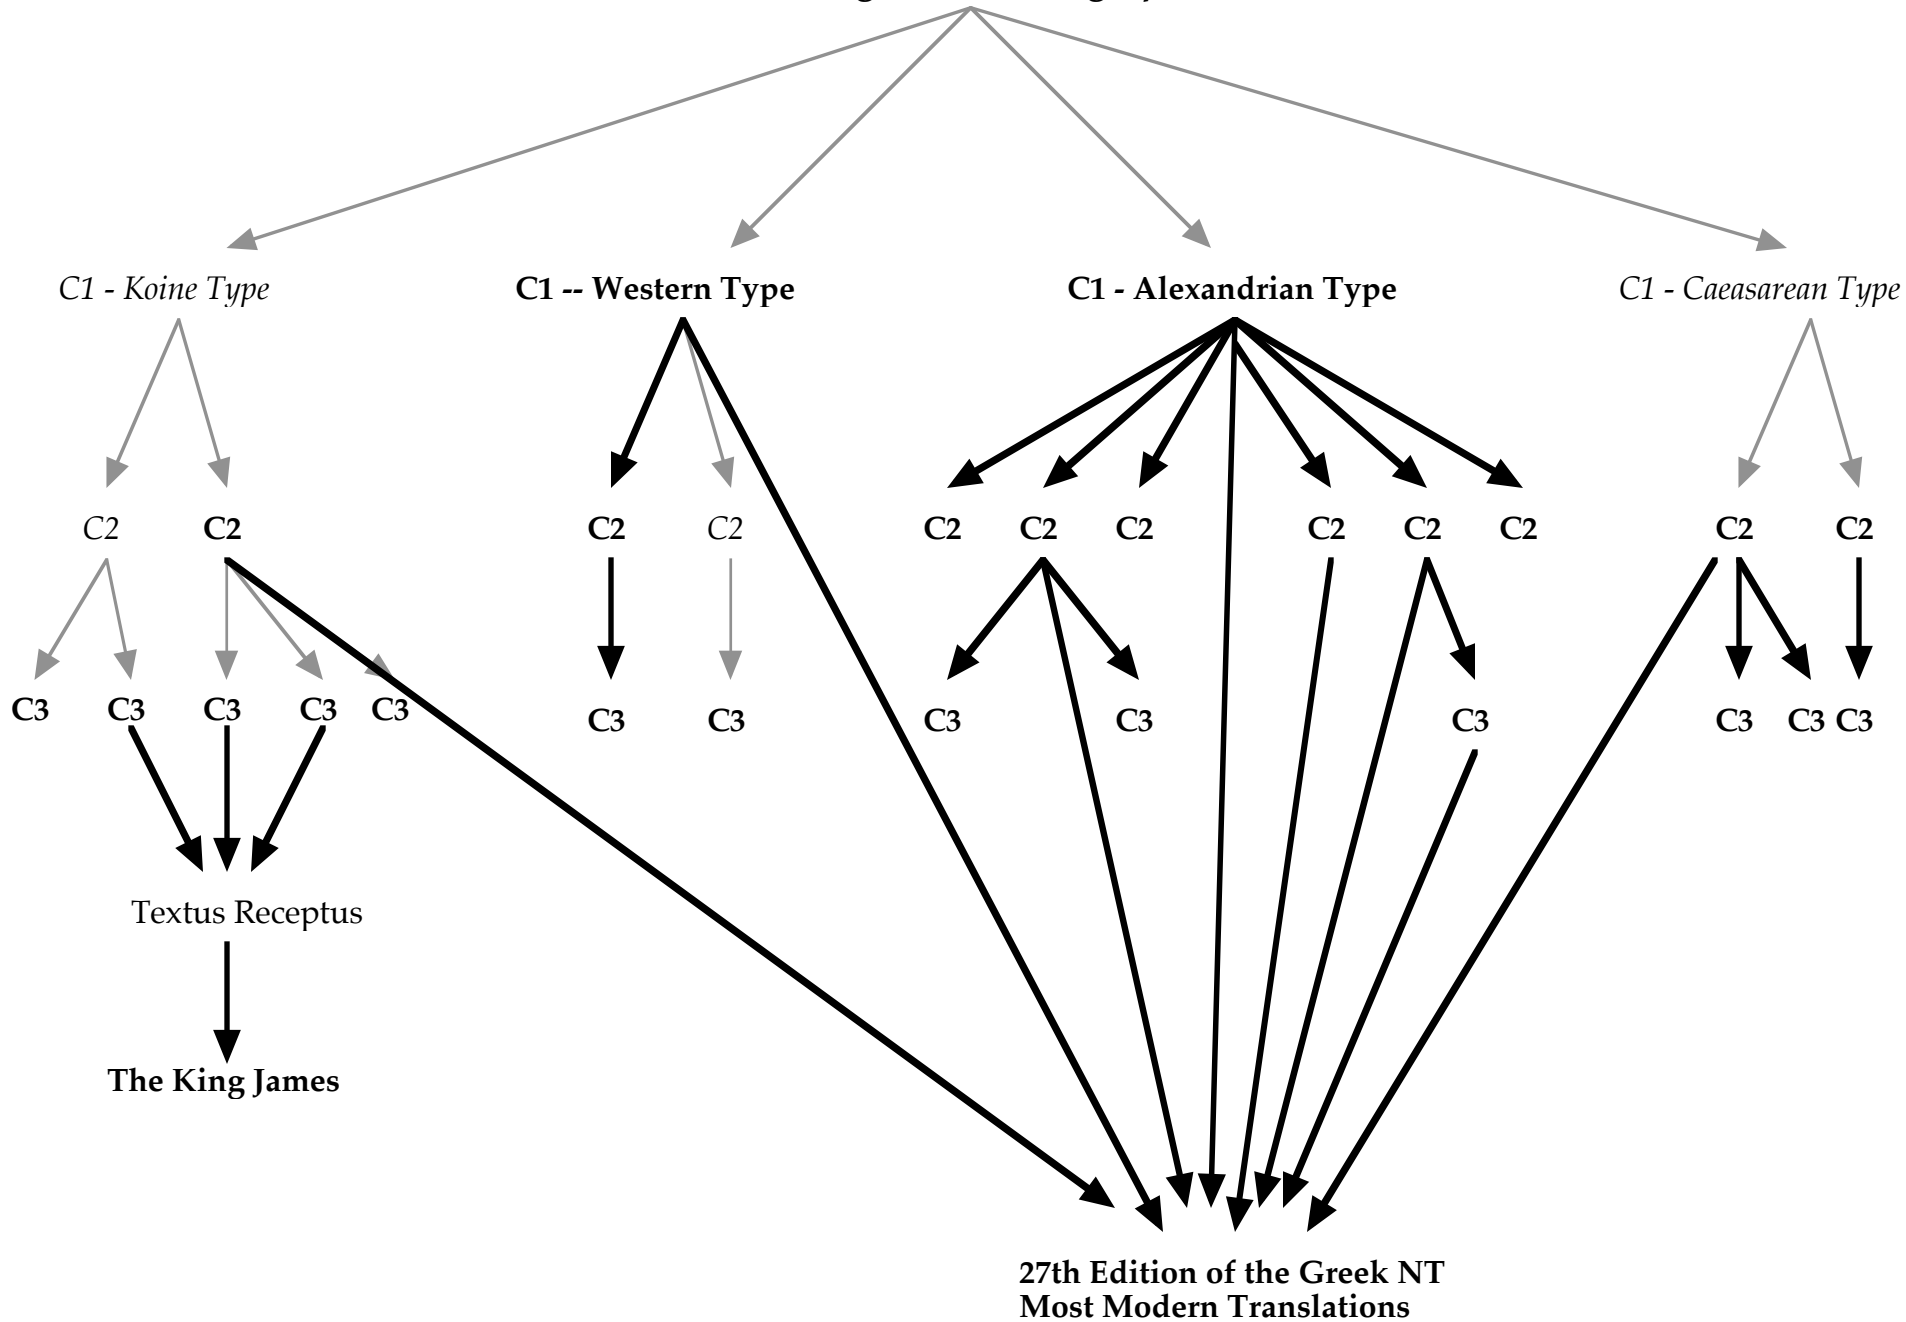 C1 - Koine Type
C1 -- Western Type
C1 - Alexandrian Type
C1 - Caeasarean Type
C2 C2 C2 C2 C2 C2 C2 C2 C2 C2 C2 C2
C3 C3 C3 C3 C3
C3 C3 C3 C3 C3 C3 C3 C3
Textus Receptus
The King James
27th Edition of the Greek NT
Most Modern Translations